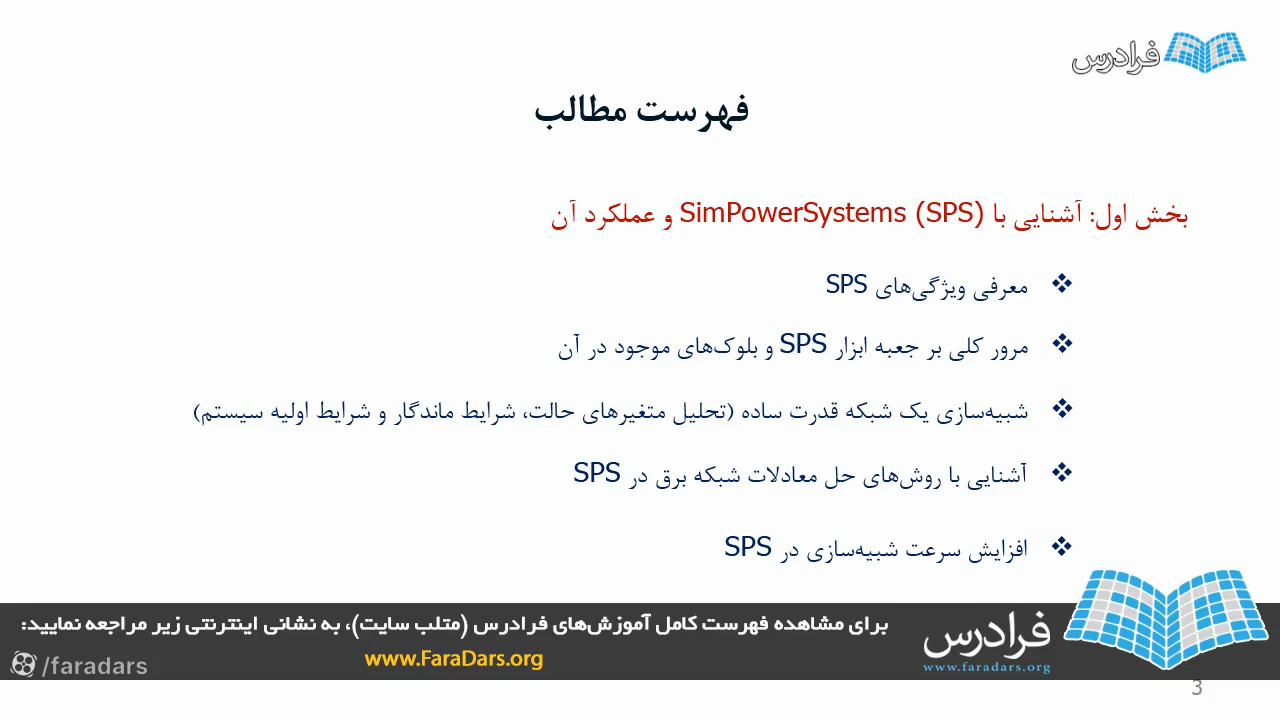 فرادرس
فهرست مطالب
بخش اول: آشنایی با SimPowerSystems (SPS) و عملکرد آن
❖ معرفی ویژگی‌های SPS
❖ مرور کلی بر جعبه ابزار SPS و بلوک‌های موجود در آن
❖ شبیه‌سازی یک شبکه قدرت ساده (تحلیل متغیرهای حالت، شرایط ماندگار و شرایط اولیه سیستم)
❖ آشنایی با روش‌های حل معادلات شبکه برق در SPS
❖ افزایش سرعت شبیه‌سازی در SPS
برای مشاهده فهرست کامل آموزش‌های فرادرس (متلب سایت)، به نشانی اینترنتی زیر مراجعه نمایید:
www.FaraDars.org
فرادرس
www.faradars.org
/faradars
3